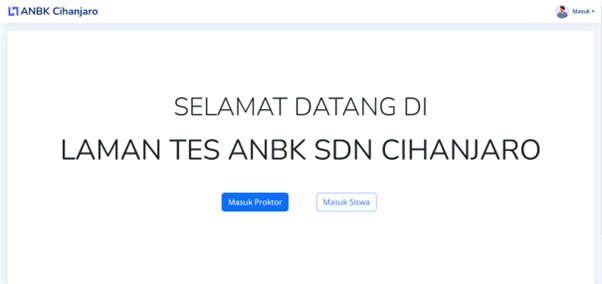 ANBK Cihanjaro
Masuk
SELAMAT DATANG DI
LAMAN TES ANBK SDN CIHANJARO
Masuk Proktor
Masuk Siswa